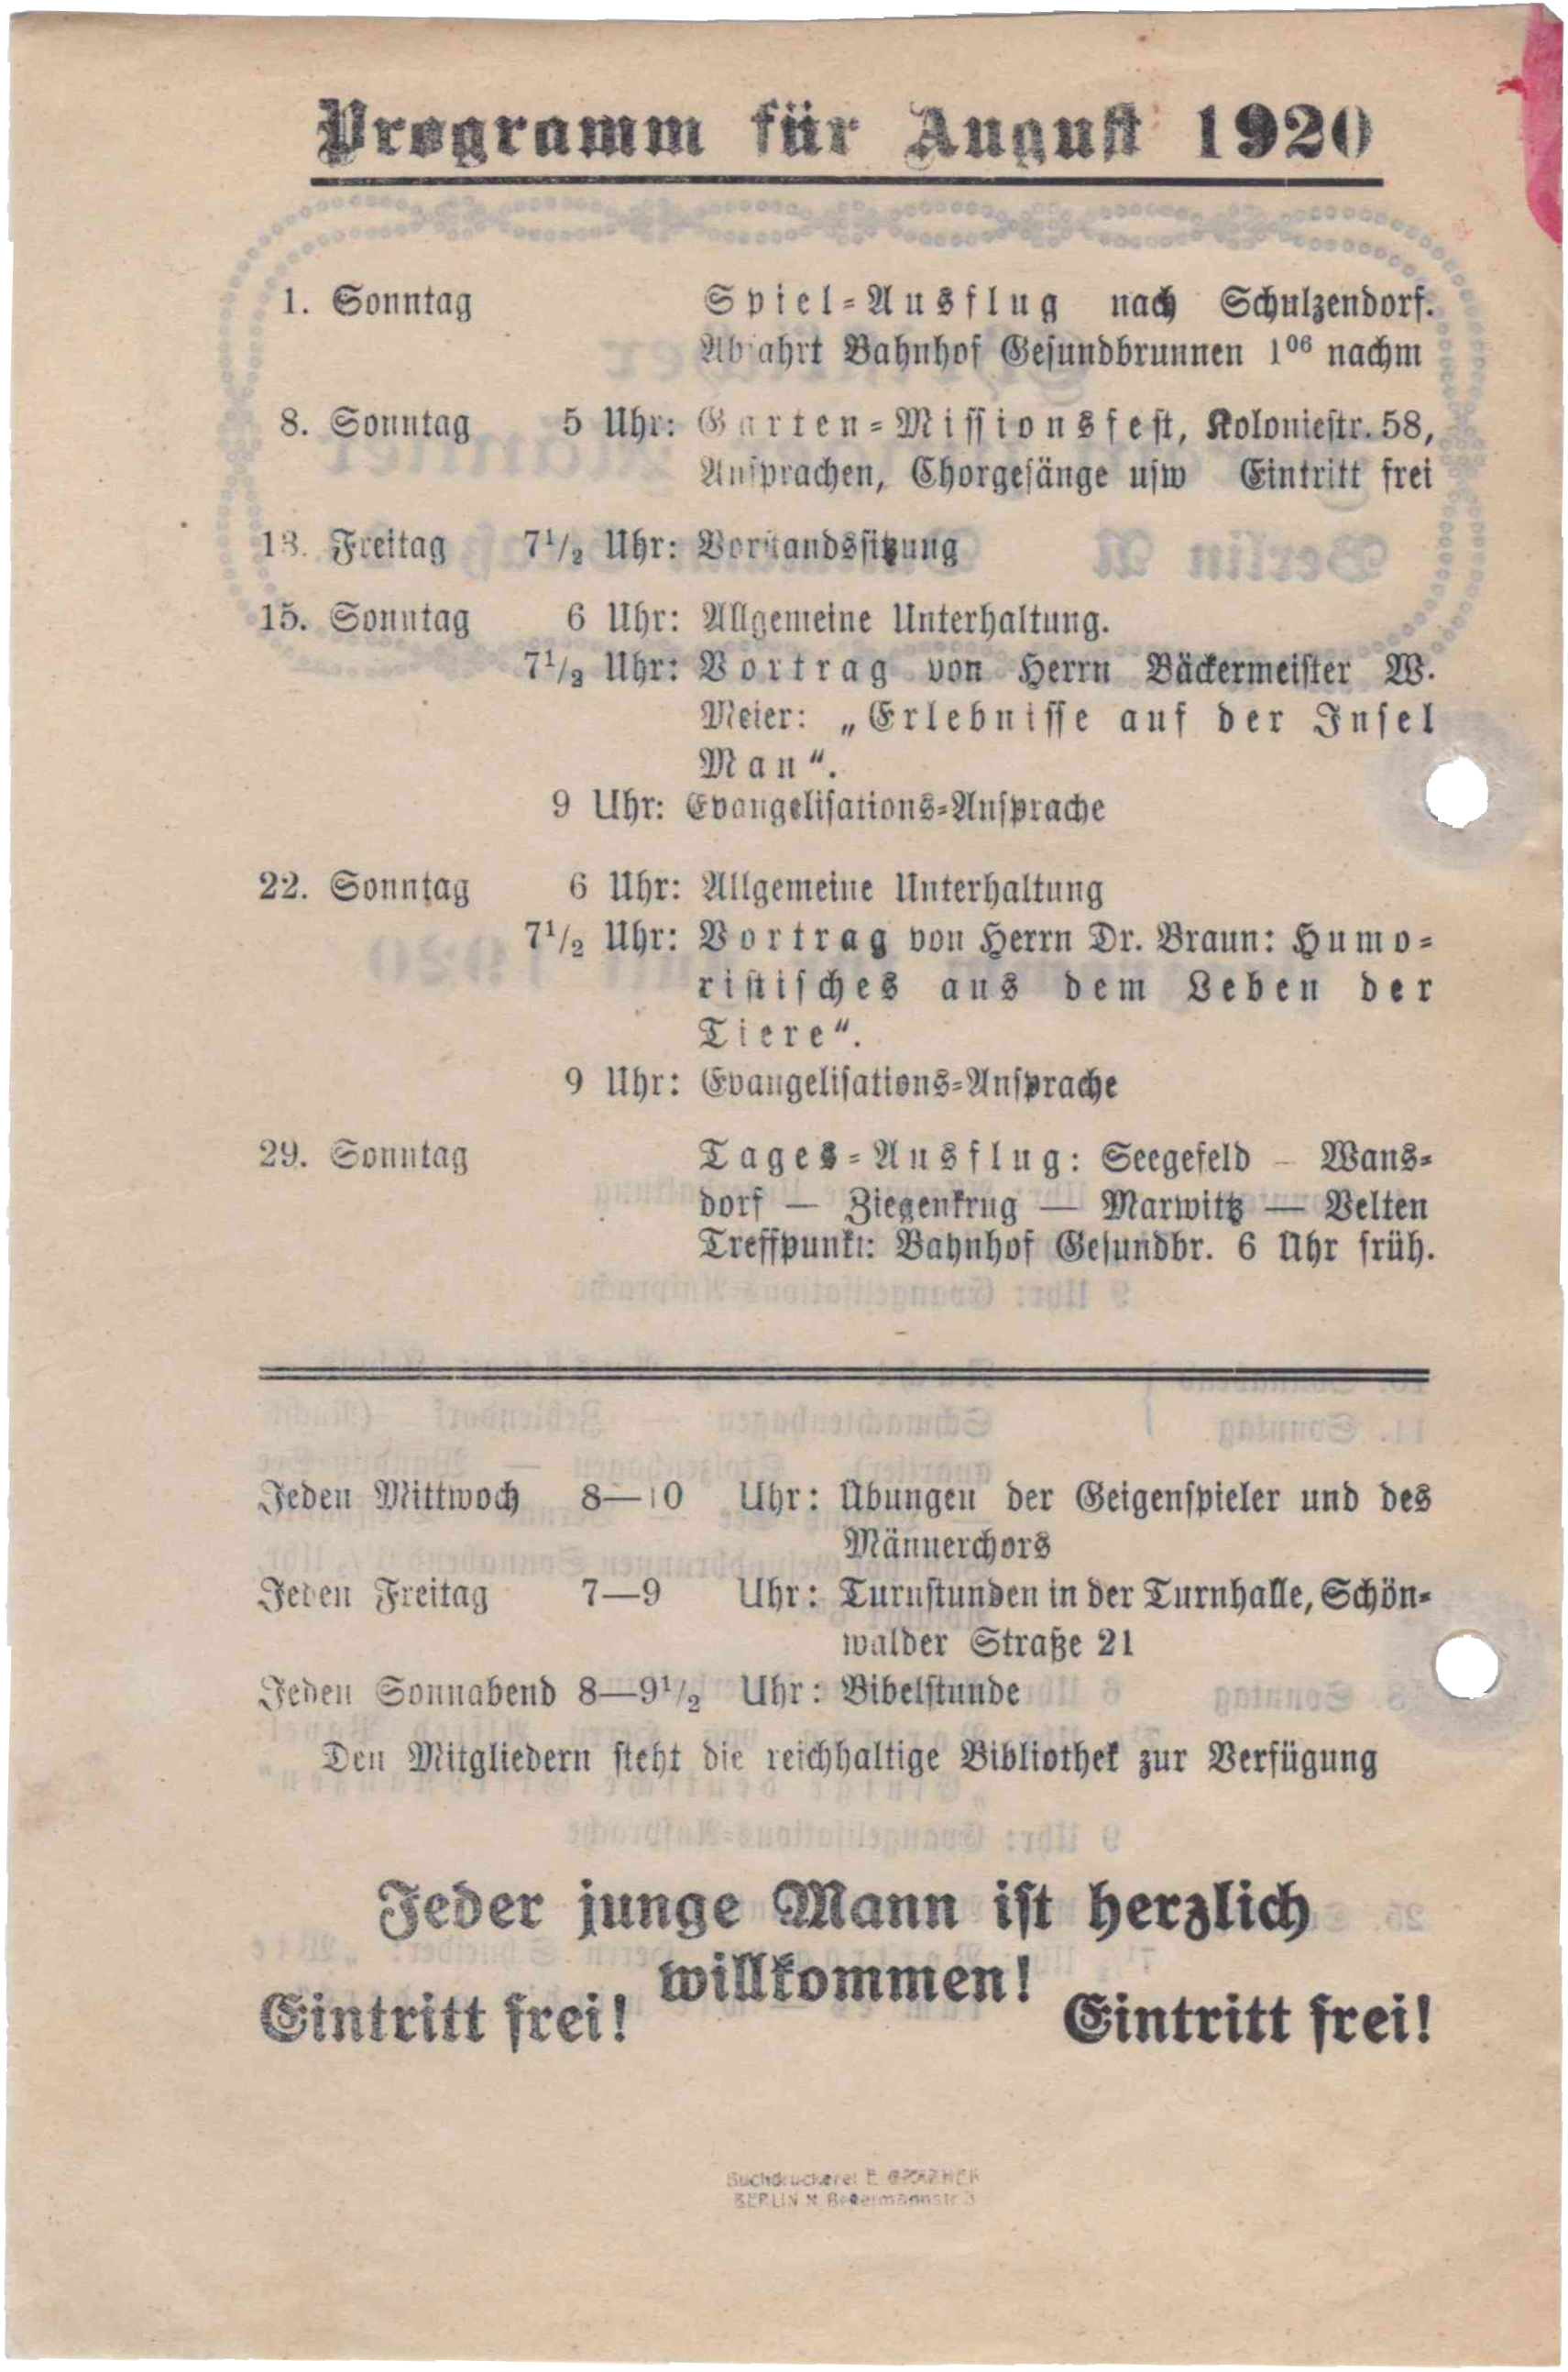 Programm für August 1920
1. Sonntag Spiel-Ausflug nach Schulzendorf.
Abfahrt Bahnhof Gesundbrunnen 1⁰⁶ nachm
8. Sonntag 5 Uhr: Garten-Missionsfest, Koloniestr. 58,
Ansprachen, Chorgesänge usw Eintritt frei
13. Freitag 7¹/₂ Uhr: Vorstandssitzung
15. Sonntag 6 Uhr: Allgemeine Unterhaltung.
7¹/₂ Uhr: Vortrag von Herrn Bäckermeister W.
Meier: „Erlebnisse auf der Insel
Man“.
9 Uhr: Evangelisations-Ansprache
22. Sonntag 6 Uhr: Allgemeine Unterhaltung
7¹/₂ Uhr: Vortrag von Herrn Dr. Braun: Humo-
ristisches aus dem Leben der
Tiere“.
9 Uhr: Evangelisations-Ansprache
29. Sonntag Tages-Ausflug: Seegefeld — Wans-
dorf — Ziegenkrug — Marwitz — Velten
Treffpunkt: Bahnhof Gesundbr. 6 Uhr früh.
Jeden Mittwoch 8—10 Uhr: Übungen der Geigenspieler und des
Männerchors
Jeden Freitag 7—9 Uhr: Turnstunden in der Turnhalle, Schön-
walder Straße 21
Jeden Sonnabend 8—9¹/₂ Uhr: Bibelstunde
Den Mitgliedern steht die reichhaltige Bibliothek zur Verfügung
Jeder junge Mann ist herzlich
willkommen!
Eintritt frei! Eintritt frei!
Buchdruckerei E
BERLIN N